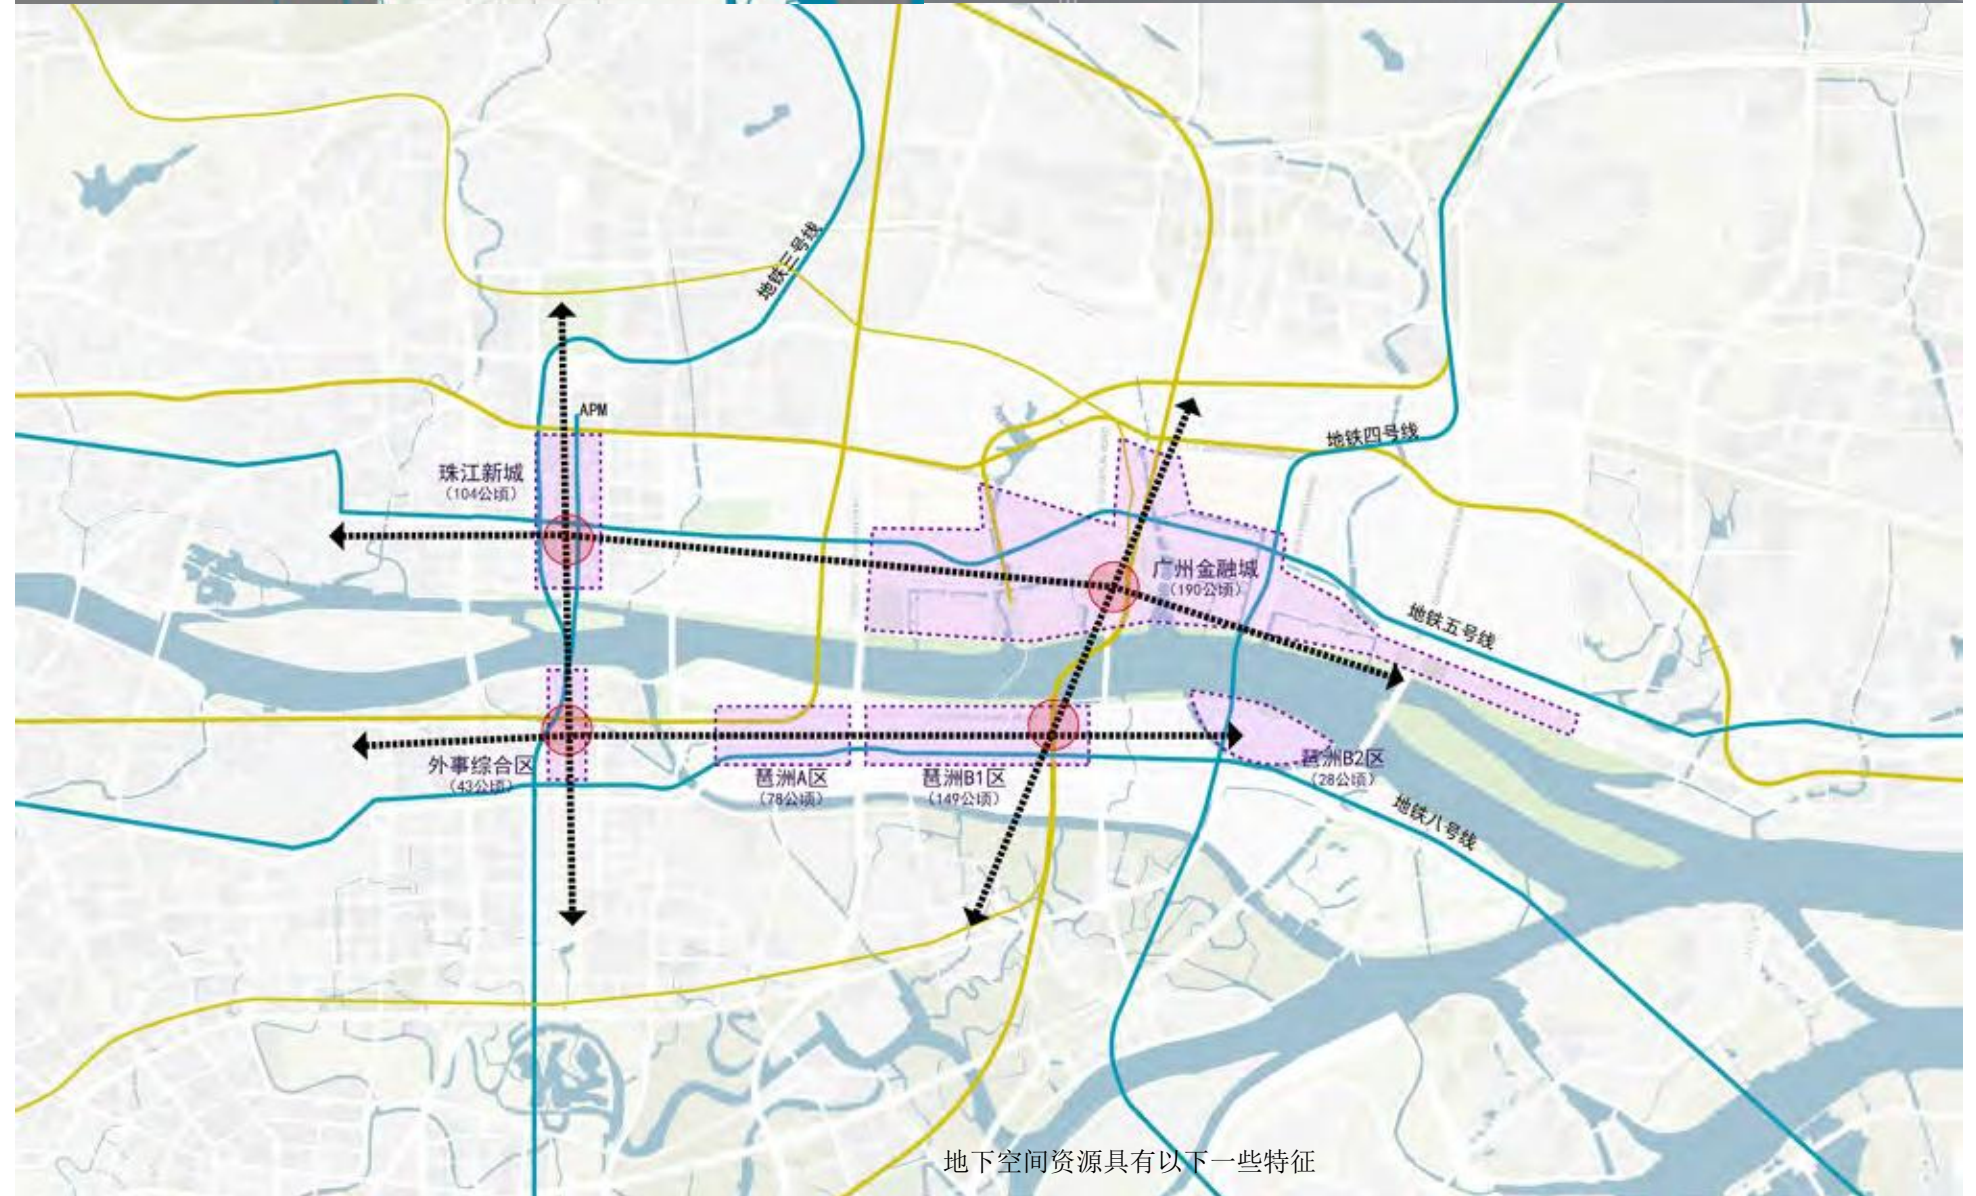 地铁三号线
APM
地铁四号线
珠江新城
(104公顷)
广州金融城
(190公顷)
地铁五号线
外事综合区
(43公顷)
琶洲A区
(78公顷)
琶洲B1区
(149公顷)
琶洲B2区
(28公顷)
地铁八号线
地下空间资源具有以下一些特征